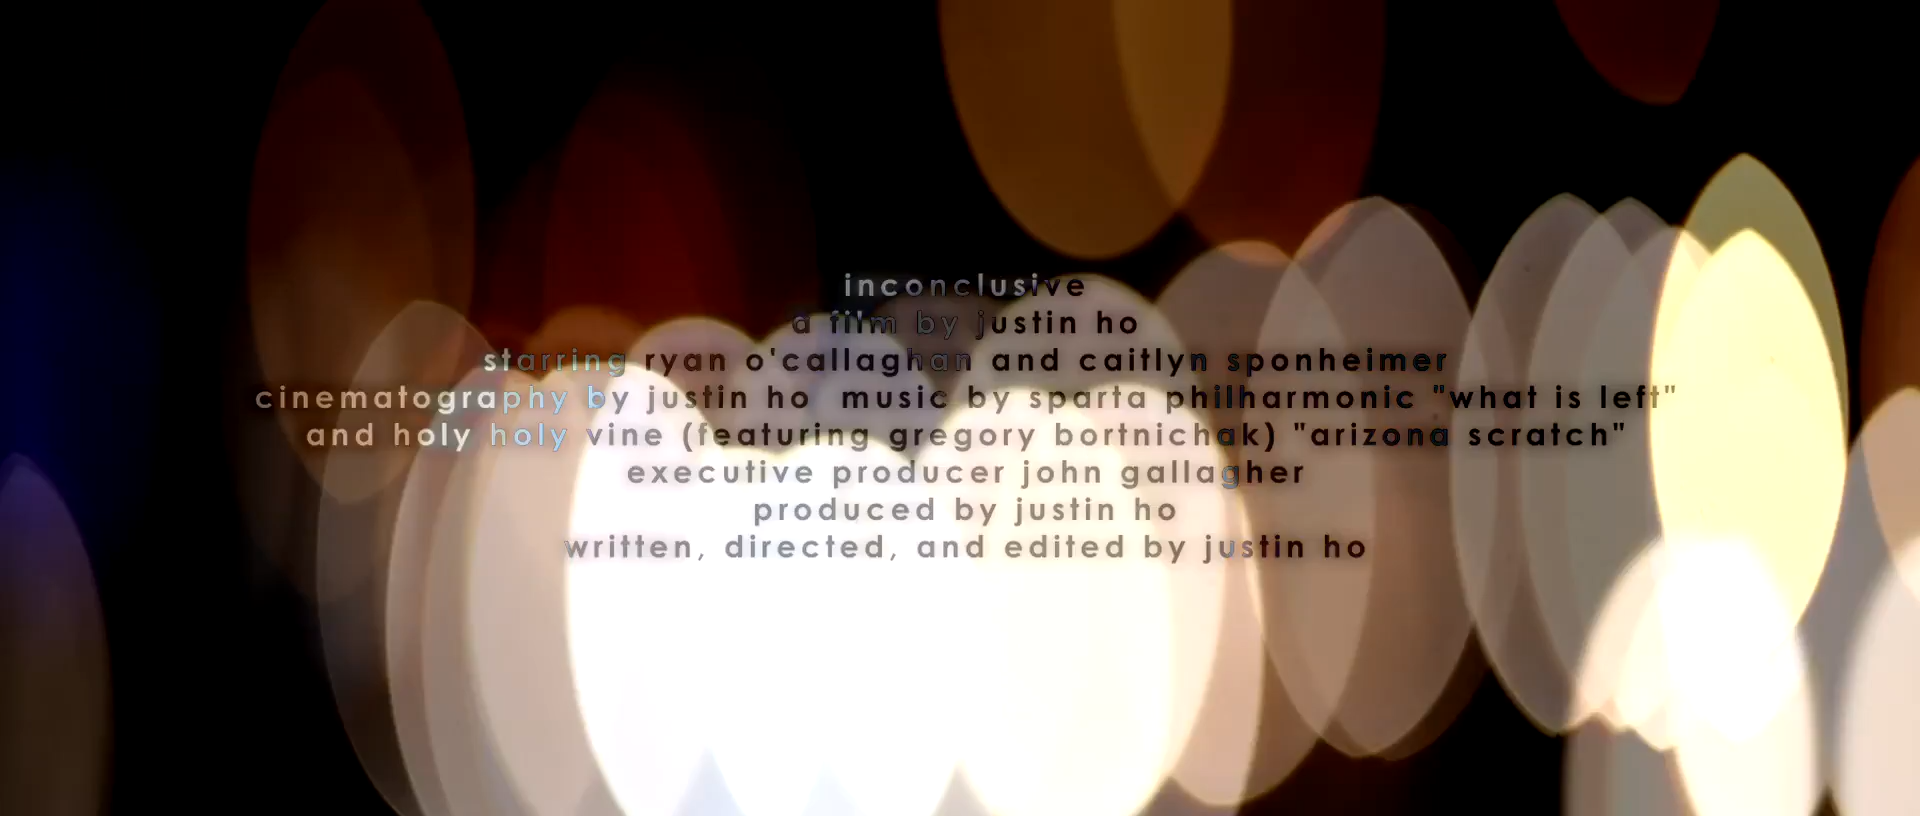 inconclusive
a film by justin ho
starring ryan o'callaghan and caitlyn sponheimer
cinematography by justin ho  music by sparta philharmonic "what is left"
and holy holy vine (featuring gregory bortnichak) "arizona scratch"
executive producer john gallagher
produced by justin ho
written, directed, and edited by justin ho